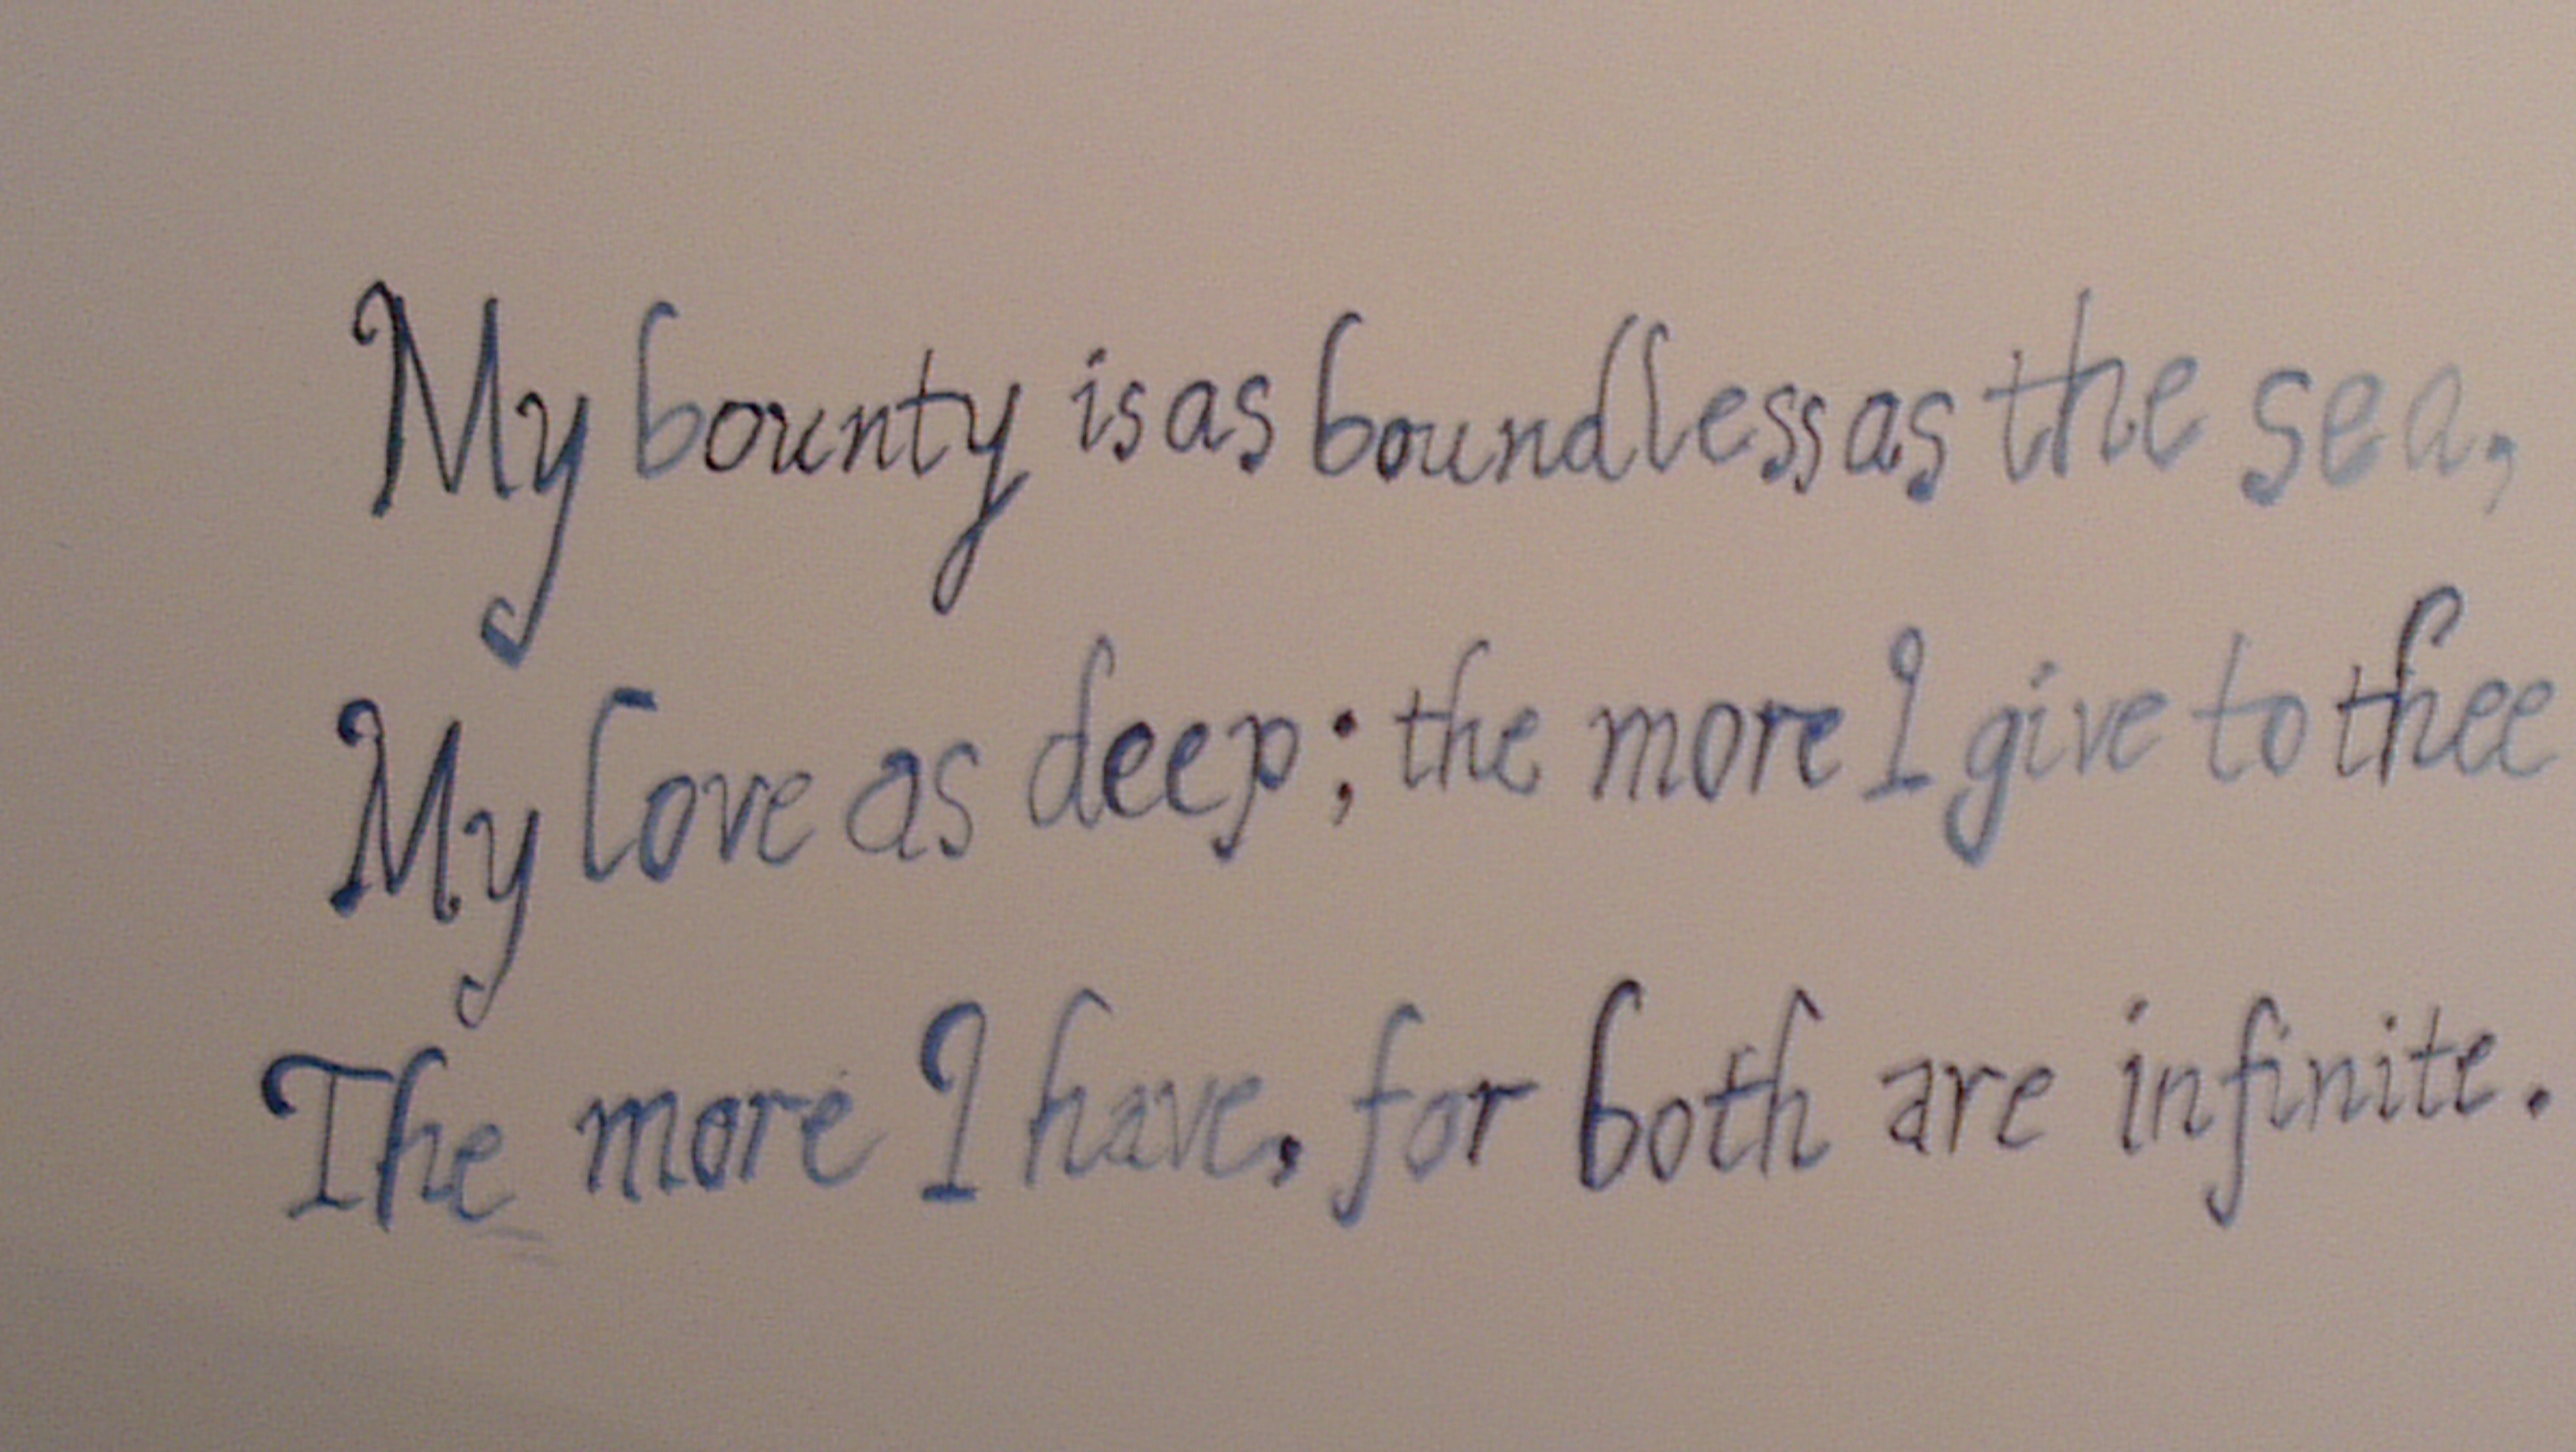 My bounty is as boundless as the sea,
My love as deep; the more I give to thee
The more I have, for both are infinite.